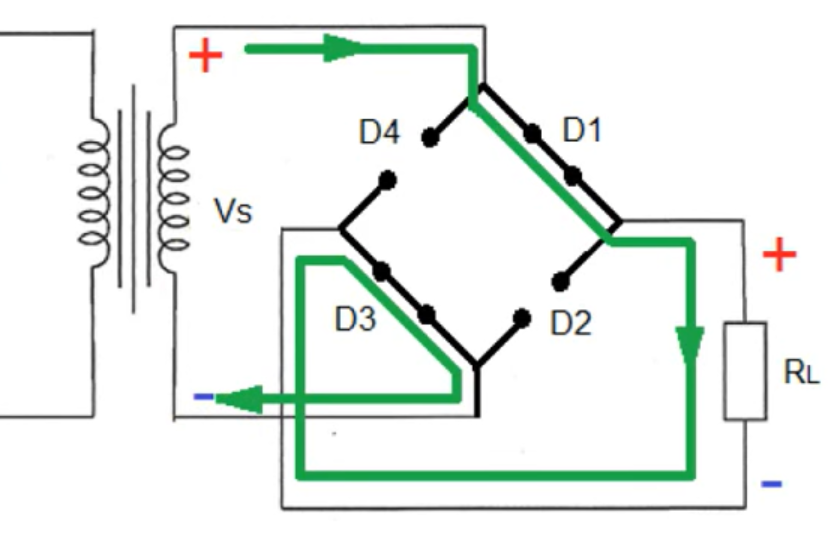 +
D4
D1
Vs
+
D3
D2
RL
-
-